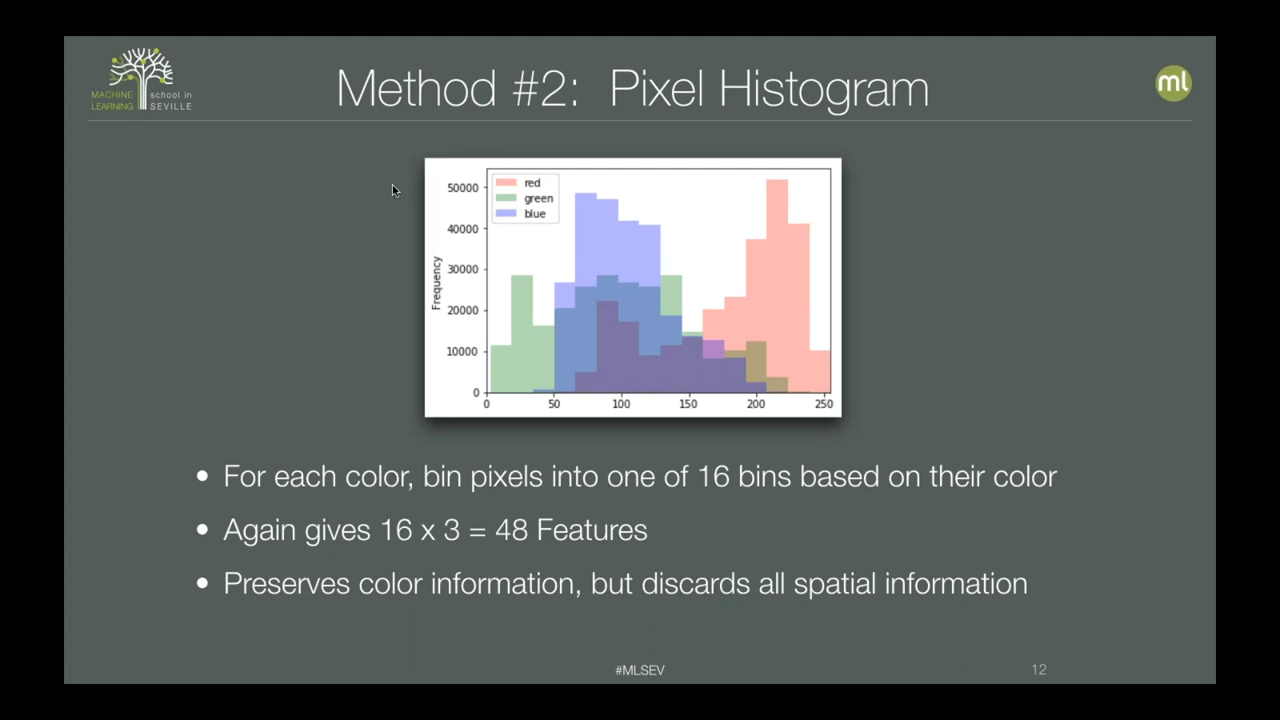 MACHINE LEARNING school in SEVILLE
Method #2: Pixel Histogram
ml
red
green
blue
50000
40000
30000
20000
10000
0
Frequency
0 50 100 150 200 250
• For each color, bin pixels into one of 16 bins based on their color
• Again gives 16 x 3 = 48 Features
• Preserves color information, but discards all spatial information
#MLSEV
12